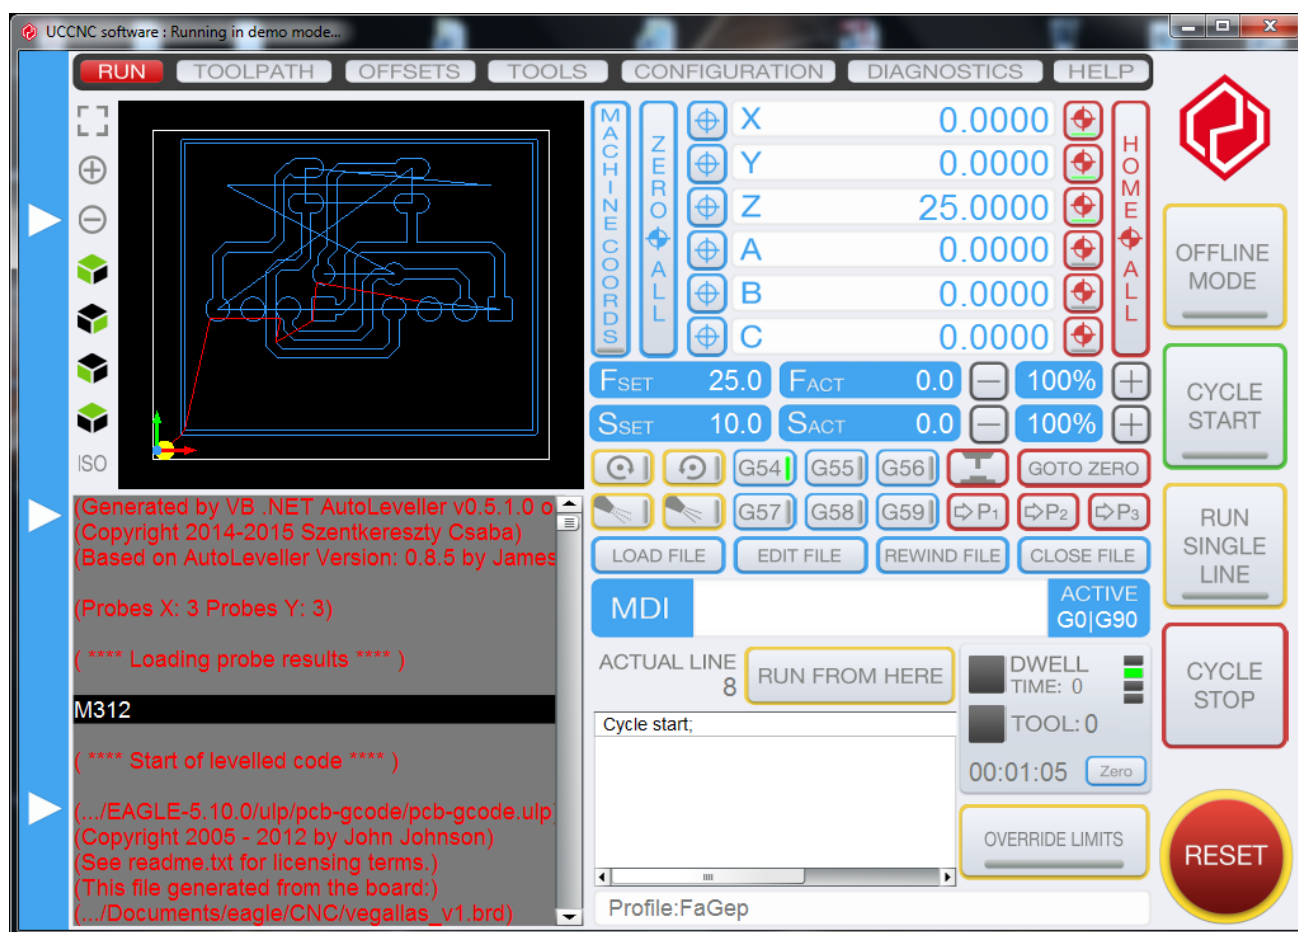 UCCNC software : Running in demo mode...
RUN TOOLPATH OFFSETS TOOLS CONFIGURATION DIAGNOSTICS HELP
ISO
MACHINE COORDS
ZERO ALL
X 0.0000
Y 0.0000
Z 25.0000
A 0.0000
B 0.0000
C 0.0000
HOME ALL
FSET 25.0 FACT 0.0 100%
SSET 10.0 SACT 0.0 100%
G54 G55 G56 GOTO ZERO
G57 G58 G59 P1 P2 P3
LOAD FILE EDIT FILE REWIND FILE CLOSE FILE
MDI ACTIVE
G0|G90
ACTUAL LINE
8
RUN FROM HERE
DWELL
TIME: 0
TOOL: 0
00:01:05 Zero
Cycle start;
OVERRIDE LIMITS
Profile:FaGep
(Generated by VB .NET AutoLeveller v0.5.1.0 o
(Copyright 2014-2015 Szentkereszty Csaba)
(Based on AutoLeveller Version: 0.8.5 by James
(Probes X: 3 Probes Y: 3)
( **** Loading probe results **** )
M312
( **** Start of levelled code **** )
(.../EAGLE-5.10.0/ulp/pcb-gcode/pcb-gcode.ulp)
(Copyright 2005 - 2012 by John Johnson)
(See readme.txt for licensing terms.)
(This file generated from the board:)
(.../Documents/eagle/CNC/vegallas_v1.brd)
OFFLINE
MODE
CYCLE
START
RUN
SINGLE
LINE
CYCLE
STOP
RESET